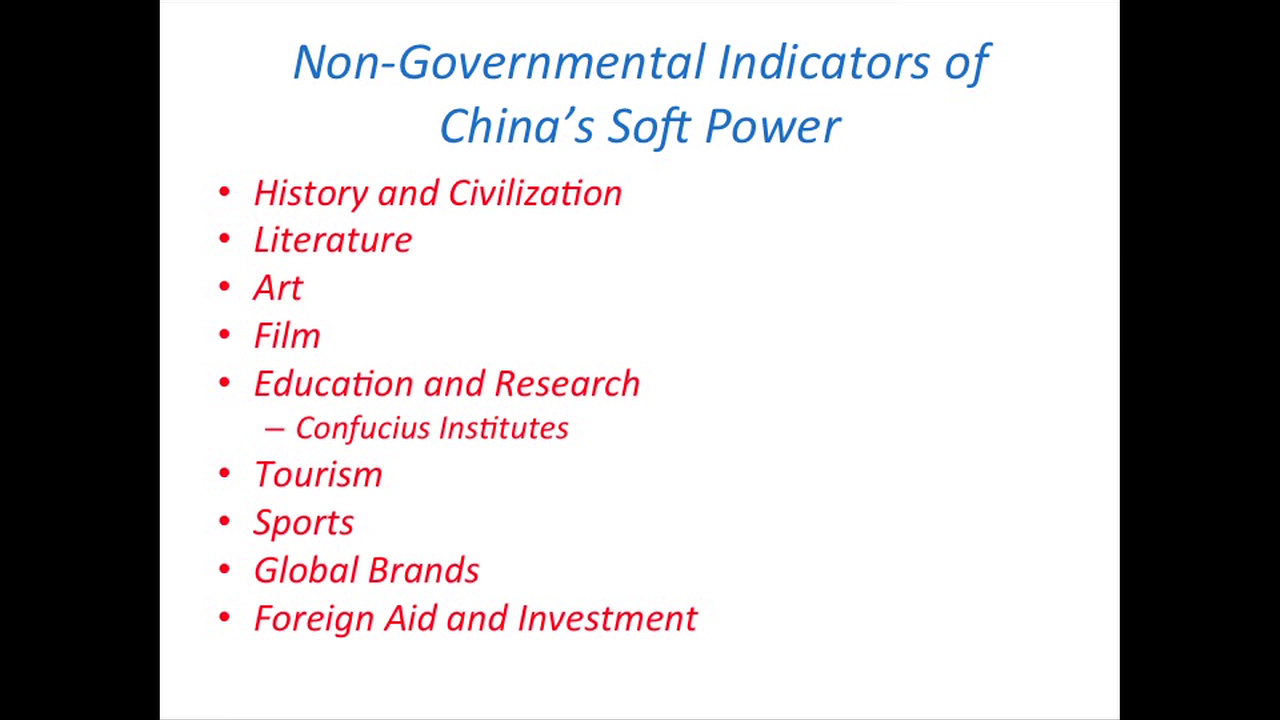 Non-Governmental Indicators of
China’s Soft Power
• History and Civilization
• Literature
• Art
• Film
• Education and Research
– Confucius Institutes
• Tourism
• Sports
• Global Brands
• Foreign Aid and Investment